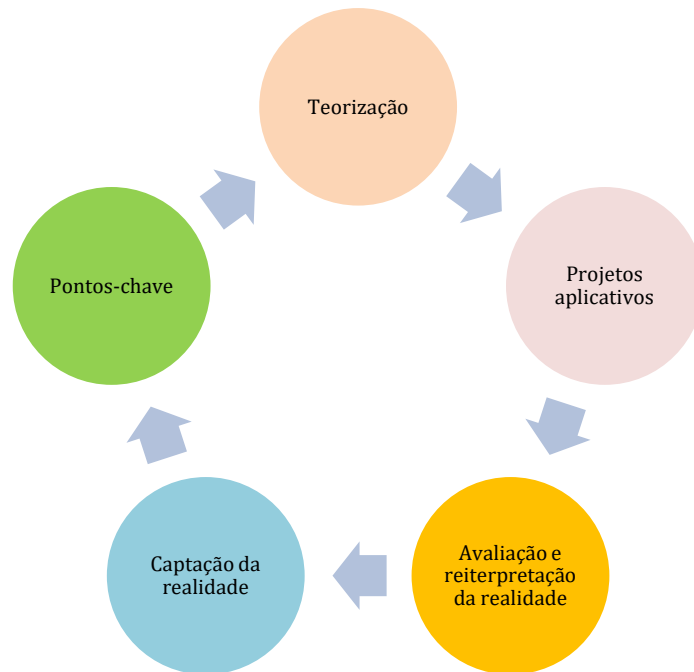 Teorização
Projetos
aplicativos
Avaliação e
reiterpretação
da realidade
Captação da
realidade
Pontos-chave